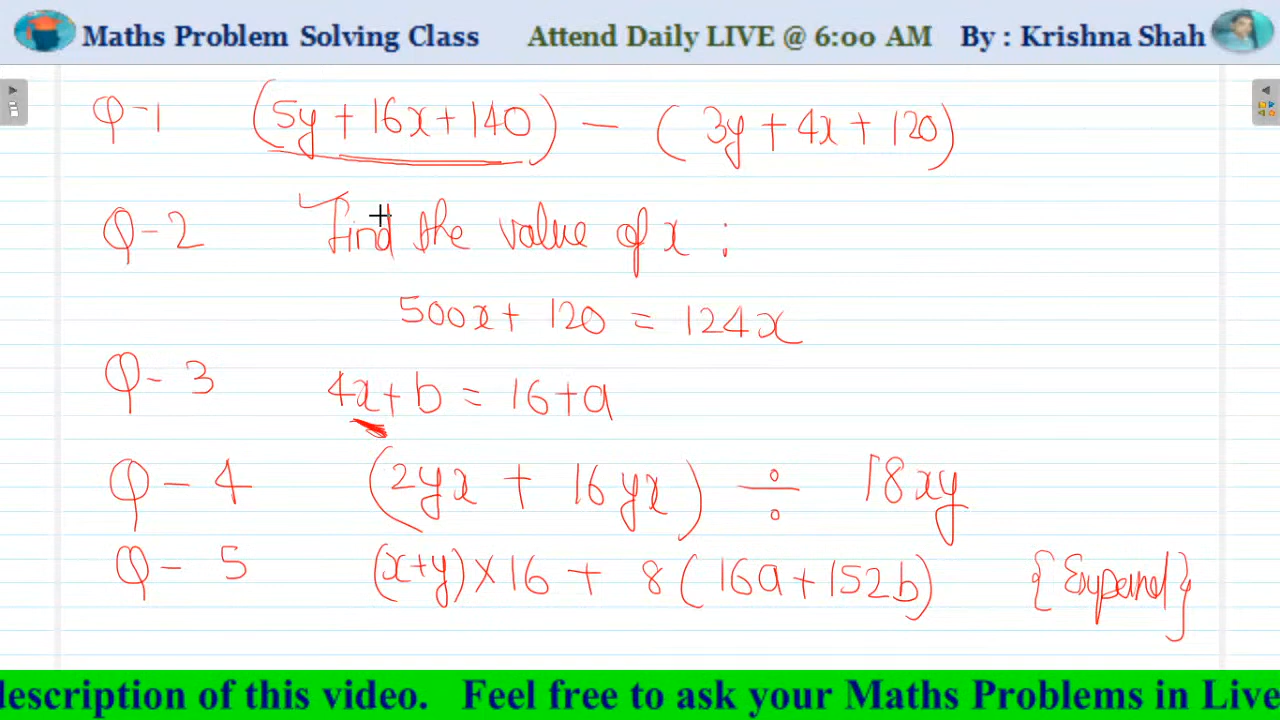 Maths Problem Solving Class Attend Daily LIVE @ 6:00 AM By : Krishna Shah
Q-1 (5y + 16x + 140) - (3y + 4x + 120)
Q-2 Find the value of x :
500x + 120 = 124x
Q-3 4x + b = 16 + a
Q-4 (2yx + 16yx) ÷ 18xy
Q-5 (x+y) × 16 + 8(16a + 152b) {Expand}
description of this video. Feel free to ask your Maths Problems in Live